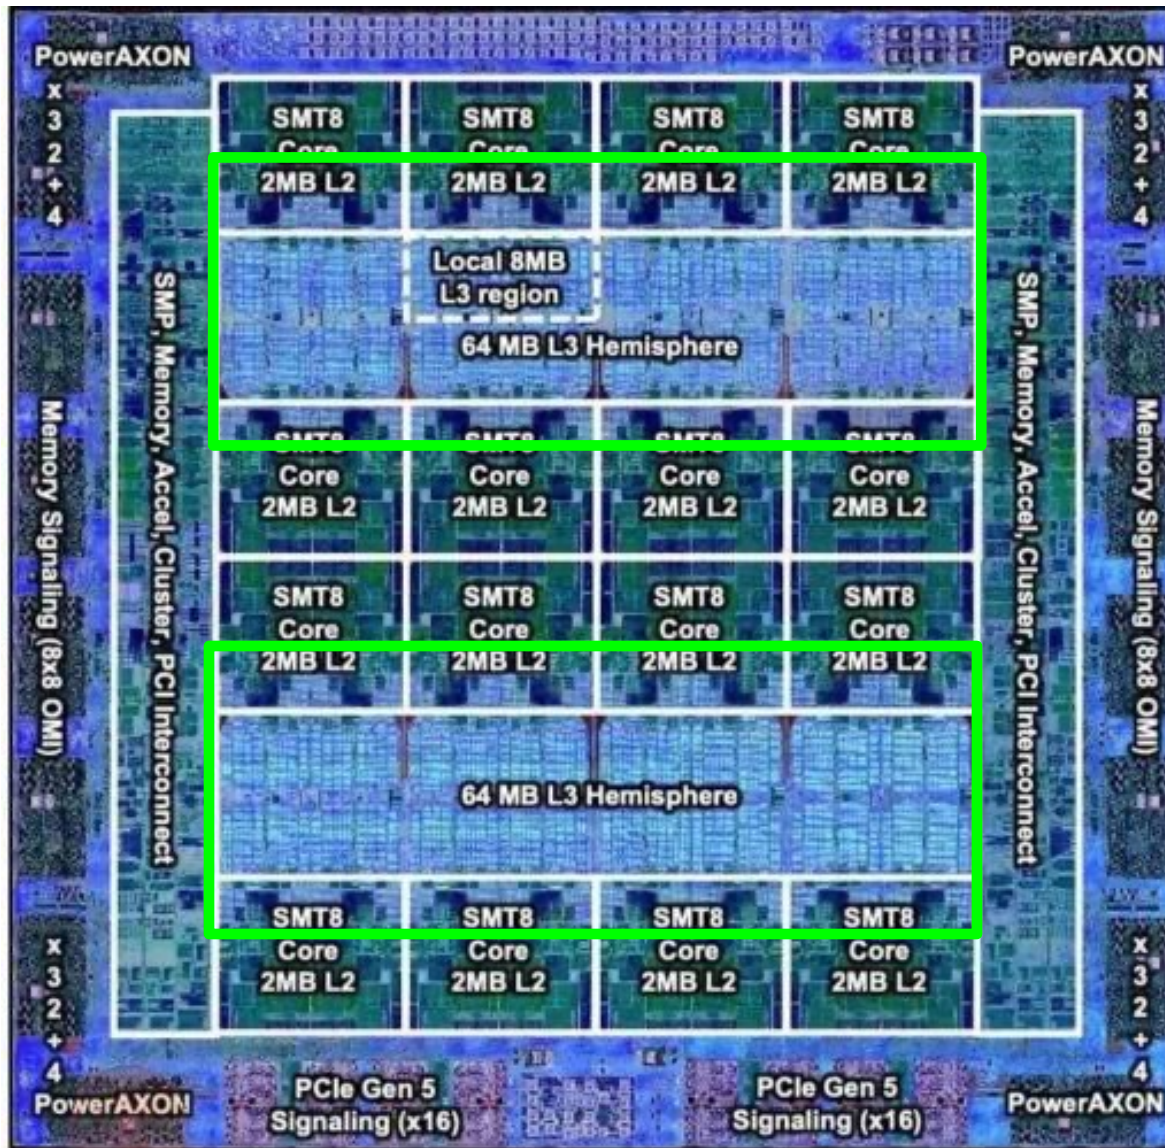 PowerAXON
PowerAXON
x
3
2
+
4
x
3
2
+
4
SMT8
Core
2MB L2
SMT8
Core
2MB L2
SMT8
Core
2MB L2
SMT8
Core
2MB L2
Local 8MB
L3 region
64 MB L3 Hemisphere
SMT8
Core
2MB L2
SMT8
Core
2MB L2
SMT8
Core
2MB L2
SMT8
Core
2MB L2
Memory Signaling (8x8 OMI)
SMP, Memory, Accel, Cluster, PCI Interconnect
SMP, Memory, Accel, Cluster, PCI Interconnect
Memory Signaling (8x8 OMI)
SMT8
Core
2MB L2
SMT8
Core
2MB L2
SMT8
Core
2MB L2
SMT8
Core
2MB L2
64 MB L3 Hemisphere
SMT8
Core
2MB L2
SMT8
Core
2MB L2
SMT8
Core
2MB L2
SMT8
Core
2MB L2
x
3
2
+
4
x
3
2
+
4
PowerAXON
PCIe Gen 5
Signaling (x16)
PCIe Gen 5
Signaling (x16)
PowerAXON